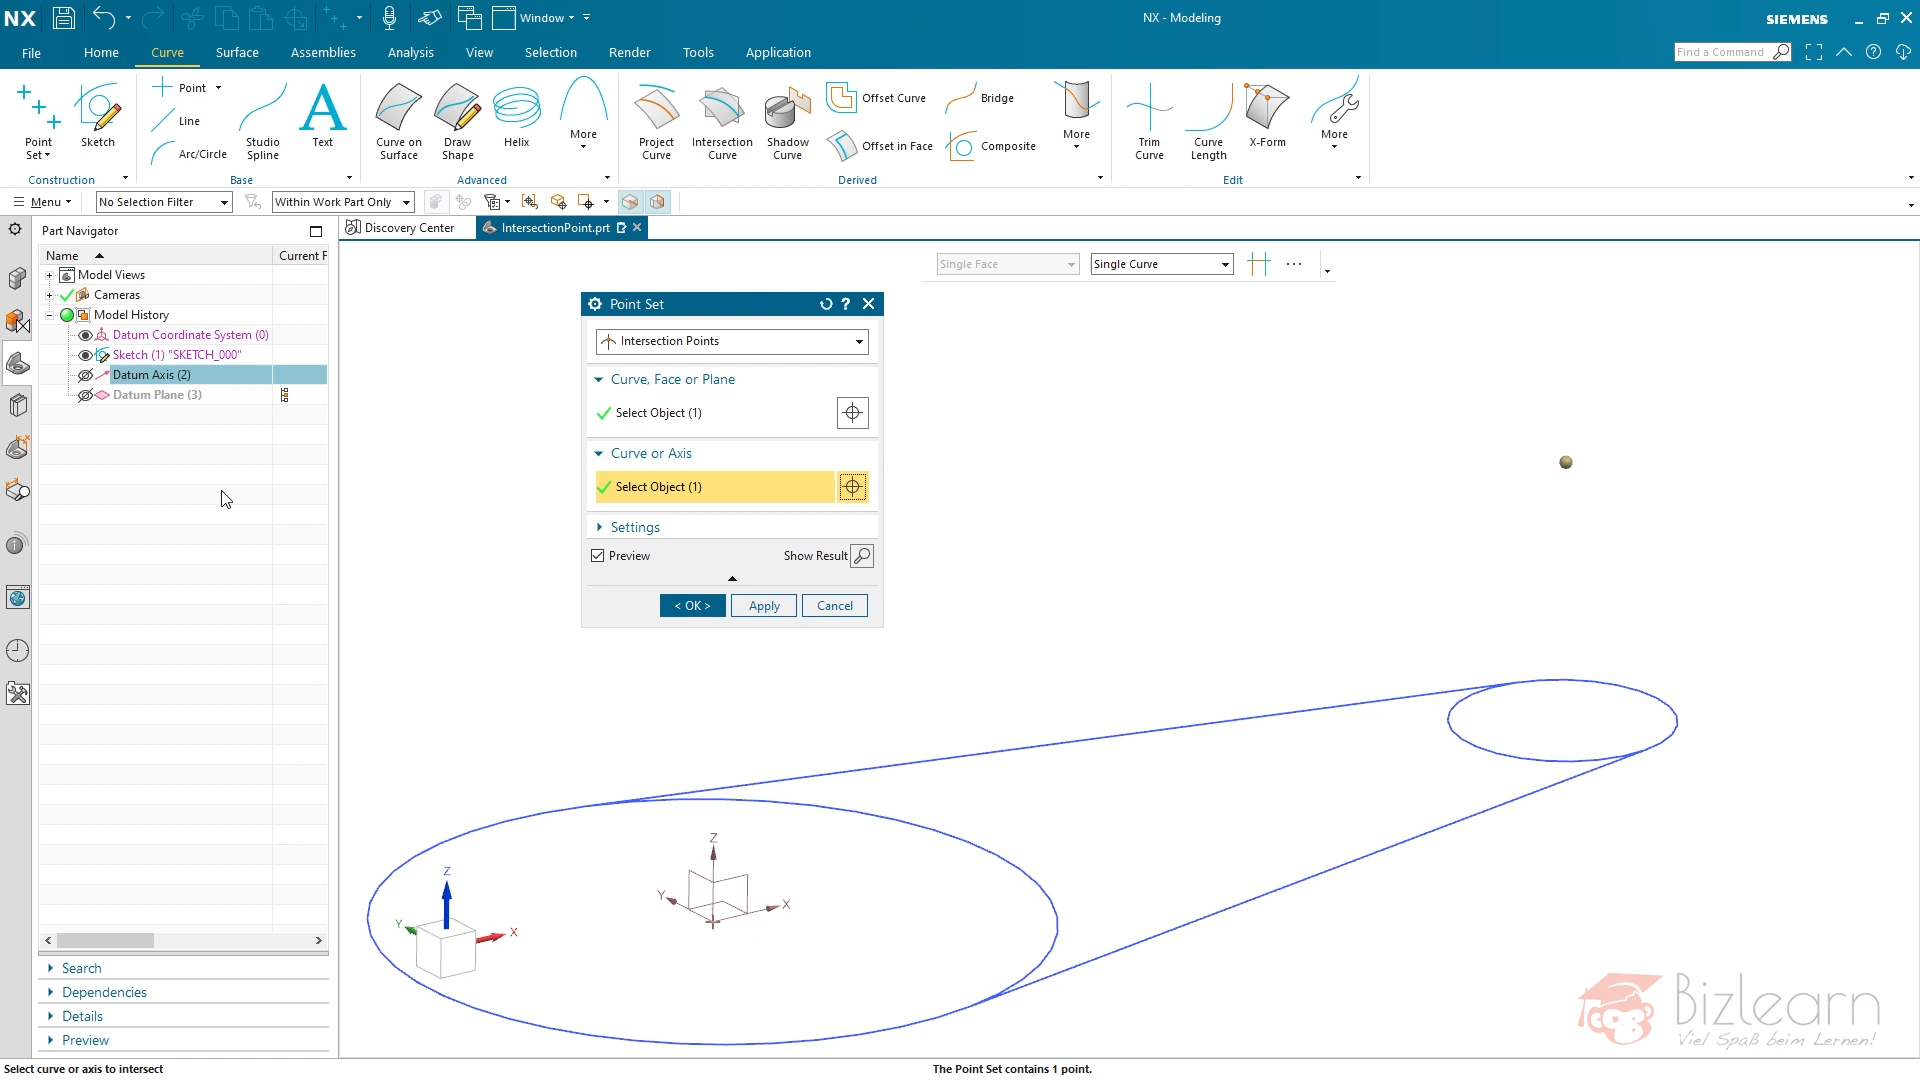 NX
Window
NX - Modeling
SIEMENS
File
Home
Curve
Surface
Assemblies
Analysis
View
Selection
Render
Tools
Application
Find a Command
Point Set
Sketch
Point
Line
Arc/Circle
Studio Spline
Text
Curve on Surface
Draw Shape
Helix
More
Project Curve
Intersection Curve
Shadow Curve
Offset Curve
Offset in Face
Bridge
Composite
More
Trim Curve
Curve Length
X-Form
More
Construction
Base
Advanced
Derived
Edit
Menu
No Selection Filter
Within Work Part Only
Part Navigator
Discovery Center
IntersectionPoint.prt
Name
Current F
Model Views
Cameras
Model History
Datum Coordinate System (0)
Sketch (1) "SKETCH_000"
Datum Axis (2)
Datum Plane (3)
Single Face
Single Curve
Point Set
Intersection Points
Curve, Face or Plane
Select Object (1)
Curve or Axis
Select Object (1)
Settings
Preview
Show Result
< OK >
Apply
Cancel
Z
Y
X
Z
Y
X
Search
Dependencies
Details
Preview
Bizlearn
Viel Spaß beim Lernen!
Select curve or axis to intersect
The Point Set contains 1 point.